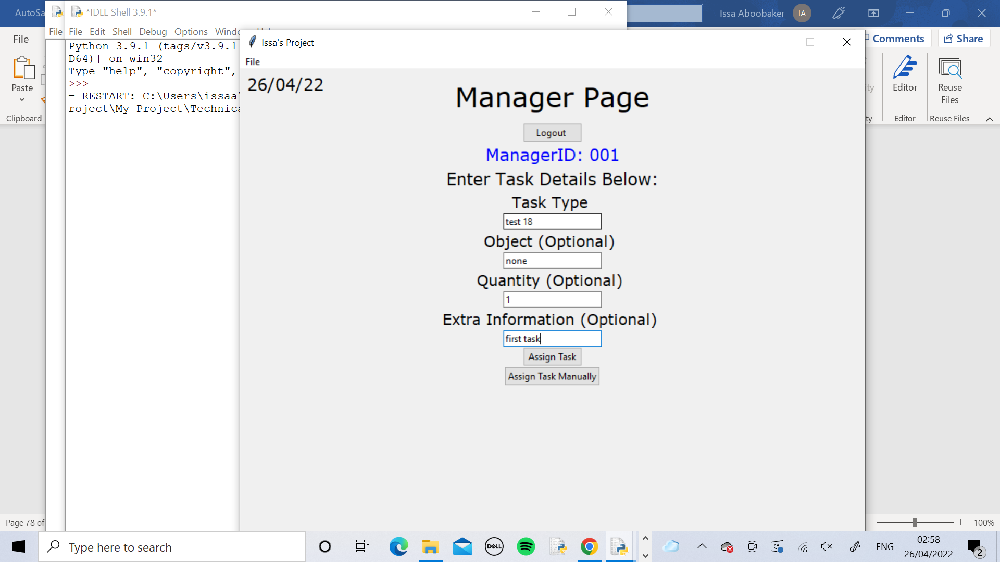 AutoSa
*IDLE Shell 3.9.1*
Issa Aboobaker
IA
File
File
File Edit Shell Debug Options Windo
Python 3.9.1 (tags/v3.9.1
D64)] on win32
Type "help", "copyright",
>>>
= RESTART: C:\Users\issaa\
roject\My Project\Technica
Paste
Clipboard
Issa's Project
File
26/04/22
Manager Page
Logout
ManagerID: 001
Enter Task Details Below:
Task Type
test 18
Object (Optional)
none
Quantity (Optional)
1
Extra Information (Optional)
first task
Assign Task
Assign Task Manually
Comments
Share
ity
Editor
Reuse
Files
ty
Editor
Reuse Files
Page 78 of
100%
Type here to search
DELL
ENG
02:58
26/04/2022
2